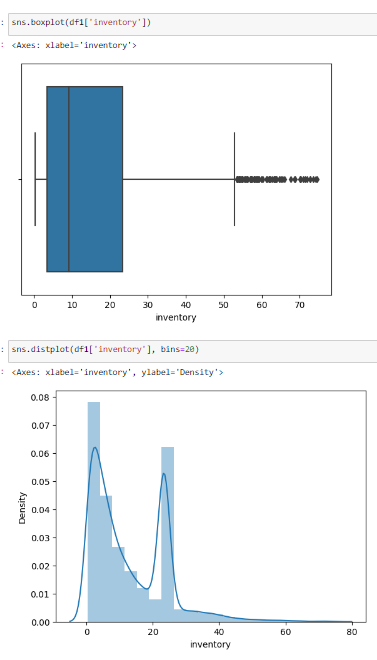 : sns.boxplot(df1['inventory'])
: <Axes: xlabel='inventory'>
0 10 20 30 40 50 60 70
inventory
: sns.distplot(df1['inventory'], bins=20)
: <Axes: xlabel='inventory', ylabel='Density'>
0.08
0.07
0.06
0.05
Density
0.04
0.03
0.02
0.01
0.00
0 20 40 60 80
inventory